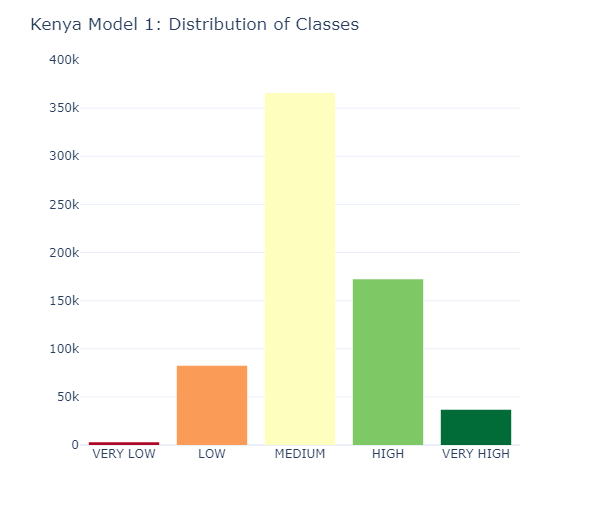 Kenya Model 1: Distribution of Classes
400k
350k
300k
250k
200k
150k
100k
50k
0
VERY LOW LOW MEDIUM HIGH VERY HIGH